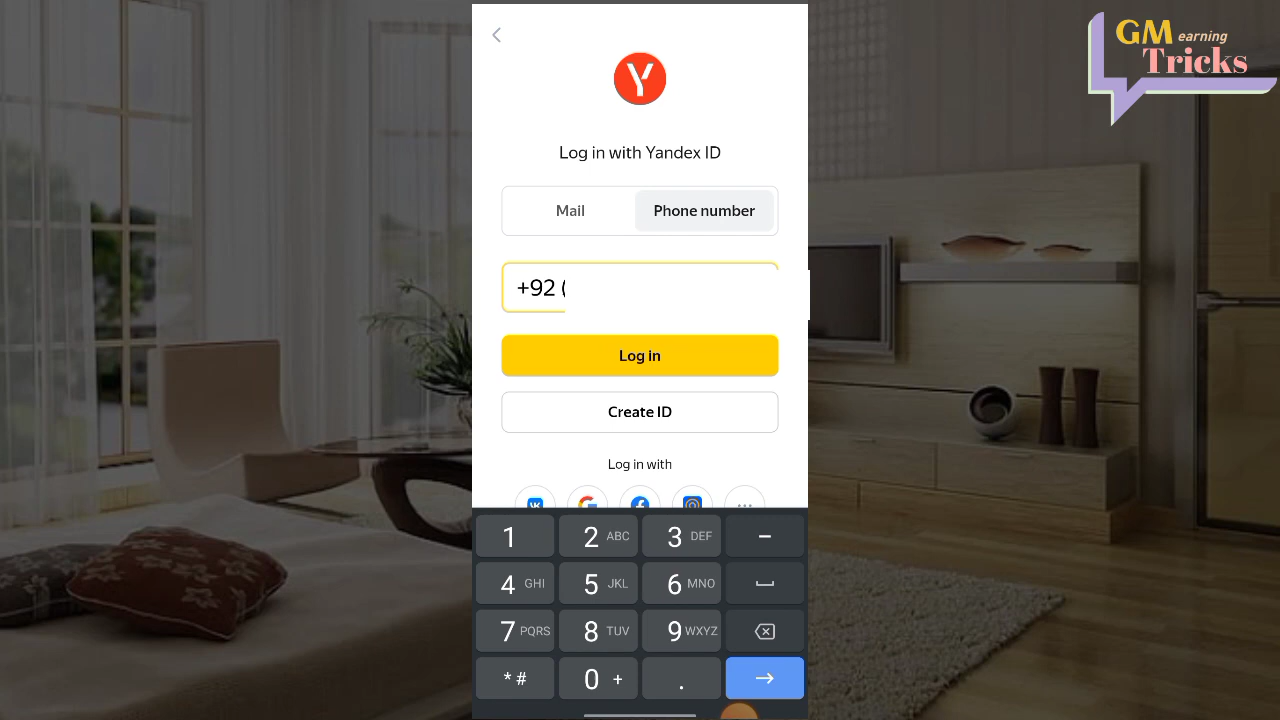 GM earning
Tricks
Y
Log in with Yandex ID
Mail
Phone number
+92 (
Log in
Create ID
Log in with
1
2 ABC
3 DEF
-
4 GHI
5 JKL
6 MNO
7 PQRS
8 TUV
9 WXYZ
* #
0 +
.